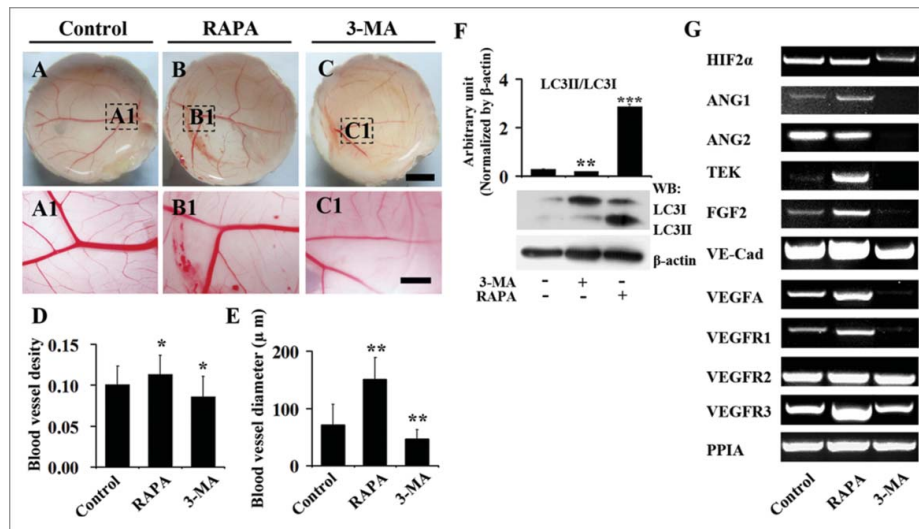 Control RAPA 3-MA
A B C
A1 B1 C1
A1 B1 C1
D
Blood vessel desity
0.15
0.10
0.05
0.00
* *
Control RAPA 3-MA
E
Blood vessel diameter (μ m)
200
100
0
** **
Control RAPA 3-MA
F
Arbitrary unit
(Normalized by β-actin)
LC3II/LC3I
4
2
0
** ***
WB:
LC3I
LC3II
β-actin
3-MA - + -
RAPA - - +
G
HIF2α
ANG1
ANG2
TEK
FGF2
VE-Cad
VEGFA
VEGFR1
VEGFR2
VEGFR3
PPIA
Control RAPA 3-MA